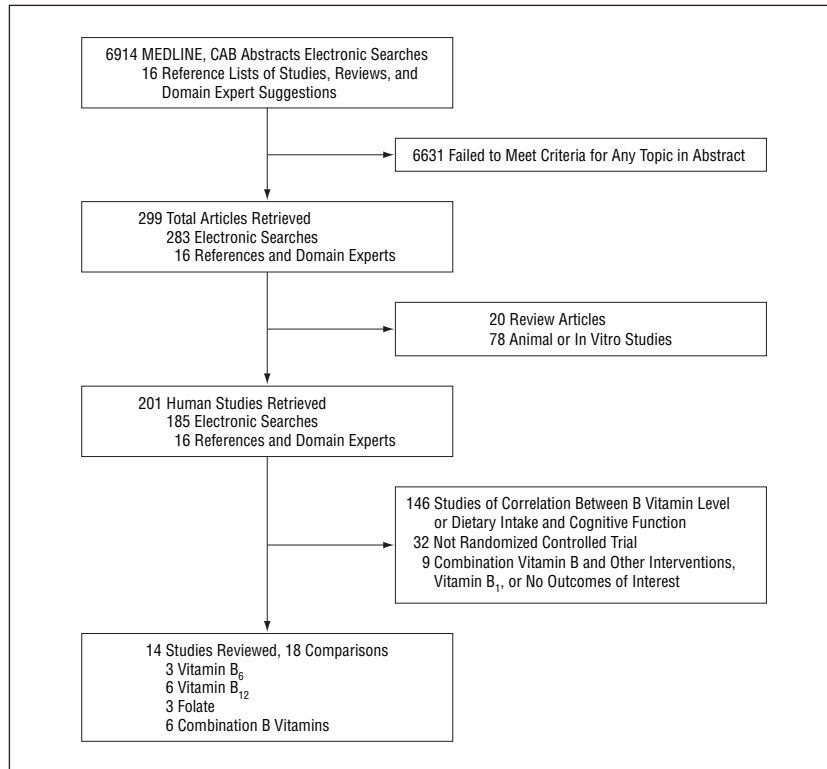 6914 MEDLINE, CAB Abstracts Electronic Searches
16 Reference Lists of Studies, Reviews, and
Domain Expert Suggestions
6631 Failed to Meet Criteria for Any Topic in Abstract
299 Total Articles Retrieved
283 Electronic Searches
16 References and Domain Experts
20 Review Articles
78 Animal or In Vitro Studies
201 Human Studies Retrieved
185 Electronic Searches
16 References and Domain Experts
146 Studies of Correlation Between B Vitamin Level
or Dietary Intake and Cognitive Function
32 Not Randomized Controlled Trial
9 Combination Vitamin B and Other Interventions,
Vitamin B₁, or No Outcomes of Interest
14 Studies Reviewed, 18 Comparisons
3 Vitamin B₆
6 Vitamin B₁₂
3 Folate
6 Combination B Vitamins